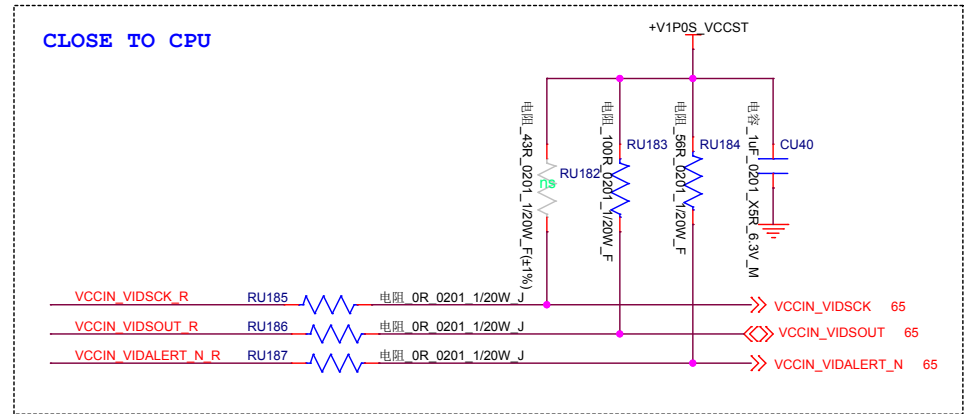 CLOSE TO CPU
+V1P0S_VCCST
电阻_43R_0201_1/20W_F(±1%)
RU182
ns
电阻_100R_0201_1/20W_F
RU183
电阻_56R_0201_1/20W_F
RU184
电容_1uF_0201_X5R_6.3V_M
CU40
VCCIN_VIDSCK_R RU185 电阻_0R_0201_1/20W_J VCCIN_VIDSCK 65
VCCIN_VIDSOUT_R RU186 电阻_0R_0201_1/20W_J VCCIN_VIDSOUT 65
VCCIN_VIDALERT_N_R RU187 电阻_0R_0201_1/20W_J VCCIN_VIDALERT_N 65